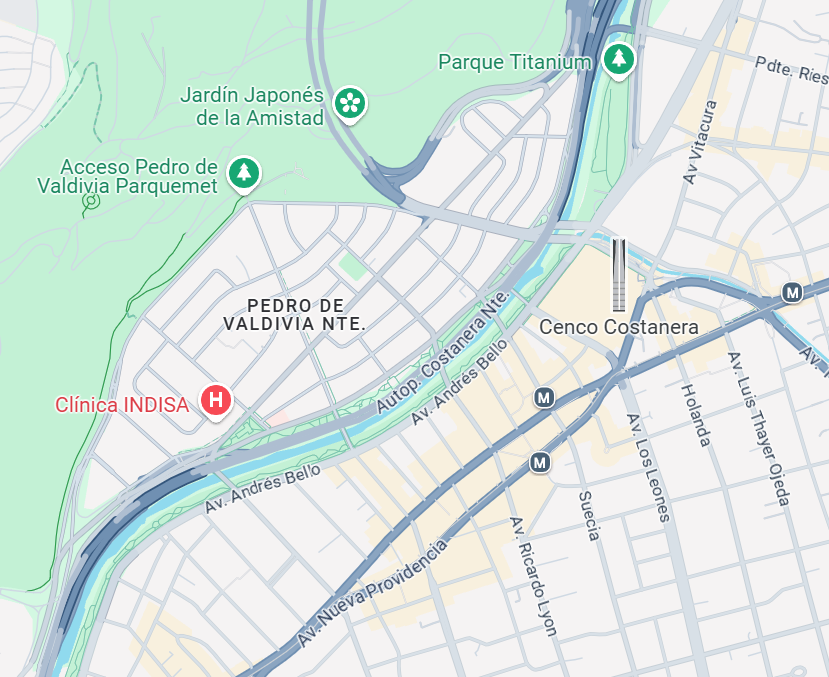 Parque Titanium
Pdte. Ries
Jardín Japonés
de la Amistad
Av Vitacura
Acceso Pedro de
Valdivia Parquemet
PEDRO DE
VALDIVIA NTE.
Autop. Costanera Nte.
M
Cenco Costanera
Av. Andrés Bello
Clínica INDISA
H
M
M
Av. Luis Thayer Ojeda
Holanda
Av. Los Leones
Av. Andrés Bello
Suecia
Av. Ricardo Lyon
Av. Nueva Providencia